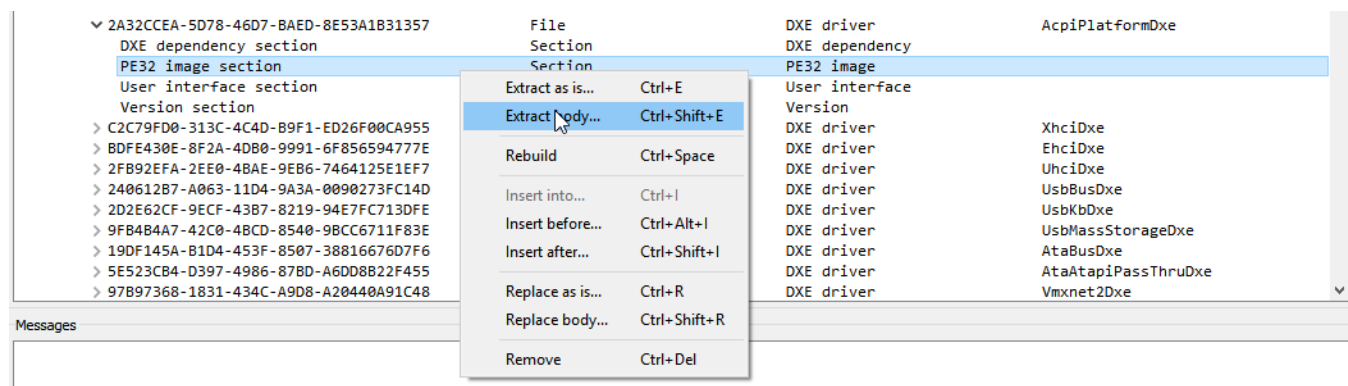 2A32CCEA-5D78-46D7-BAED-8E53A1B31357 File DXE driver AcpiPlatformDxe
DXE dependency section Section DXE dependency
PE32 image section Section PE32 image
User interface section User interface
Version section Version
C2C79FD0-313C-4C4D-B9F1-ED26F00CA955 DXE driver XhciDxe
BDFE430E-8F2A-4DB0-9991-6F856594777E DXE driver EhciDxe
2FB92EFA-2EE0-4BAE-9EB6-7464125E1EF7 DXE driver UhciDxe
240612B7-A063-11D4-9A3A-0090273FC14D DXE driver UsbBusDxe
2D2E62CF-9ECF-43B7-8219-94E7FC713DFE DXE driver UsbKbDxe
9FB4B4A7-42C0-4BCD-8540-9BCC6711F83E DXE driver UsbMassStorageDxe
19DF145A-B1D4-453F-8507-38816676D7F6 DXE driver AtaBusDxe
5E523CB4-D397-4986-87BD-A6DD8B22F455 DXE driver AtaAtapiPassThruDxe
97B97368-1831-434C-A9D8-A20440A91C48 DXE driver Vmxnet2Dxe
Extract as is... Ctrl+E
Extract body... Ctrl+Shift+E
Rebuild Ctrl+Space
Insert into... Ctrl+I
Insert before... Ctrl+Alt+I
Insert after... Ctrl+Shift+I
Replace as is... Ctrl+R
Replace body... Ctrl+Shift+R
Remove Ctrl+Del
Messages